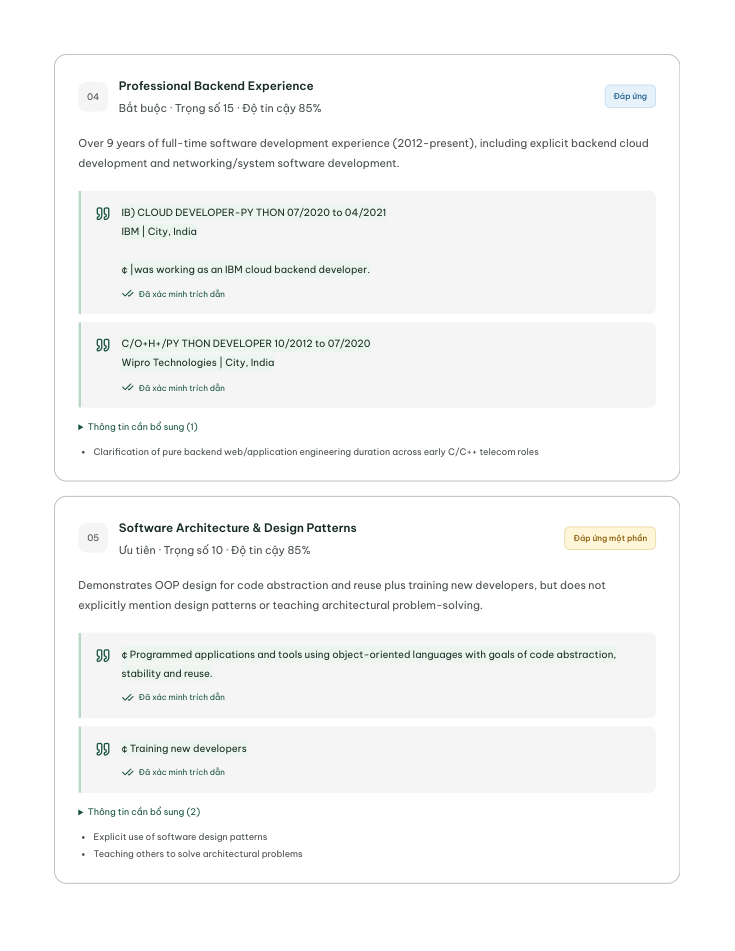 04
Professional Backend Experience
Bắt buộc · Trọng số 15 · Độ tin cậy 85%
Đáp ứng
Over 9 years of full-time software development experience (2012-present), including explicit backend cloud
development and networking/system software development.
IB) CLOUD DEVELOPER-PY THON 07/2020 to 04/2021
IBM | City, India
¢ |was working as an IBM cloud backend developer.
Đã xác minh trích dẫn
C/O+H+/PY THON DEVELOPER 10/2012 to 07/2020
Wipro Technologies | City, India
Đã xác minh trích dẫn
▶ Thông tin cần bổ sung (1)
• Clarification of pure backend web/application engineering duration across early C/C++ telecom roles
05
Software Architecture & Design Patterns
Ưu tiên · Trọng số 10 · Độ tin cậy 85%
Đáp ứng một phần
Demonstrates OOP design for code abstraction and reuse plus training new developers, but does not
explicitly mention design patterns or teaching architectural problem-solving.
¢ Programmed applications and tools using object-oriented languages with goals of code abstraction,
stability and reuse.
Đã xác minh trích dẫn
¢ Training new developers
Đã xác minh trích dẫn
▶ Thông tin cần bổ sung (2)
• Explicit use of software design patterns
• Teaching others to solve architectural problems